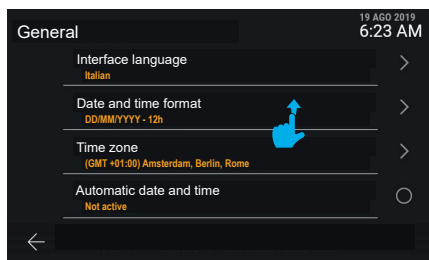 General
19 AGO 2019
6:23 AM
Interface language
Italian
Date and time format
DD/MM/YYYY - 12h
Time zone
(GMT +01:00) Amsterdam, Berlin, Rome
Automatic date and time
Not active